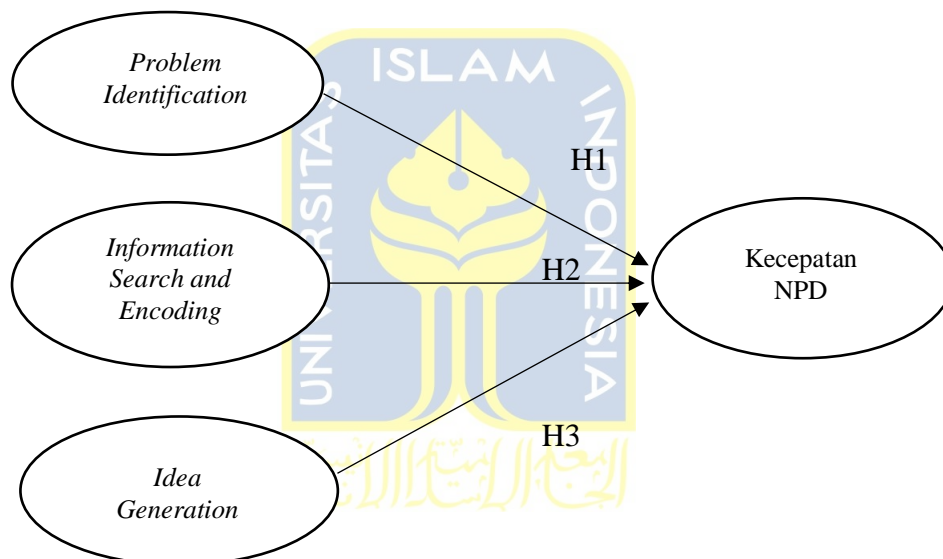 Problem
Identification
H1
Information
Search and
Encoding
H2
Kecepatan
NPD
H3
Idea
Generation
UNIVERSITAS
ISLAM
INDONESIA